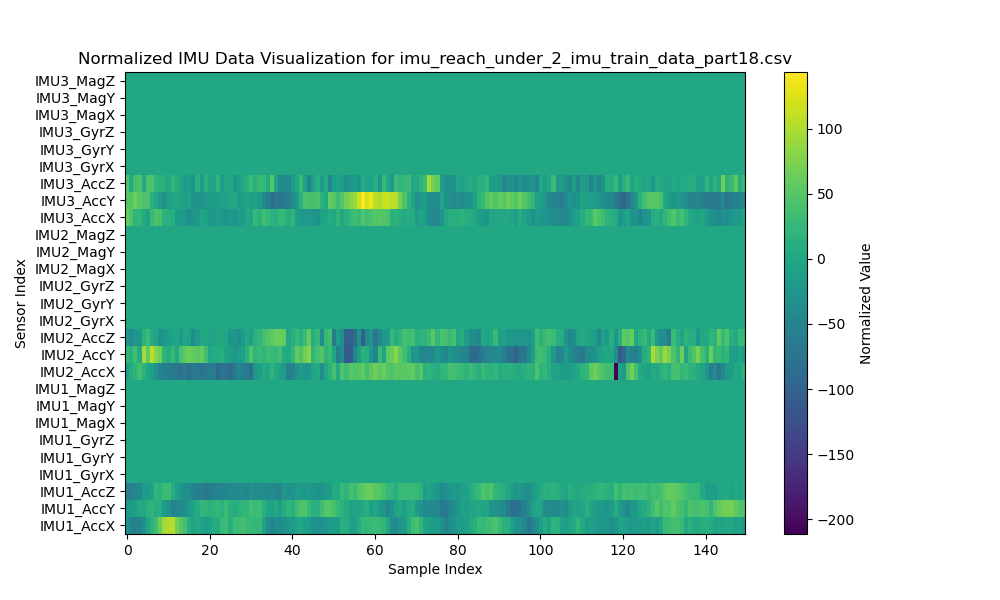 Normalized IMU Data Visualization for imu_reach_under_2_imu_train_data_part18.csv
IMU3_MagZ
IMU3_MagY
IMU3_MagX
IMU3_GyrZ
IMU3_GyrY
IMU3_GyrX
IMU3_AccZ
IMU3_AccY
IMU3_AccX
IMU2_MagZ
IMU2_MagY
IMU2_MagX
IMU2_GyrZ
IMU2_GyrY
IMU2_GyrX
IMU2_AccZ
IMU2_AccY
IMU2_AccX
IMU1_MagZ
IMU1_MagY
IMU1_MagX
IMU1_GyrZ
IMU1_GyrY
IMU1_GyrX
IMU1_AccZ
IMU1_AccY
IMU1_AccX
Sensor Index
0 20 40 60 80 100 120 140
Sample Index
100
50
0
−50
−100
−150
−200
Normalized Value